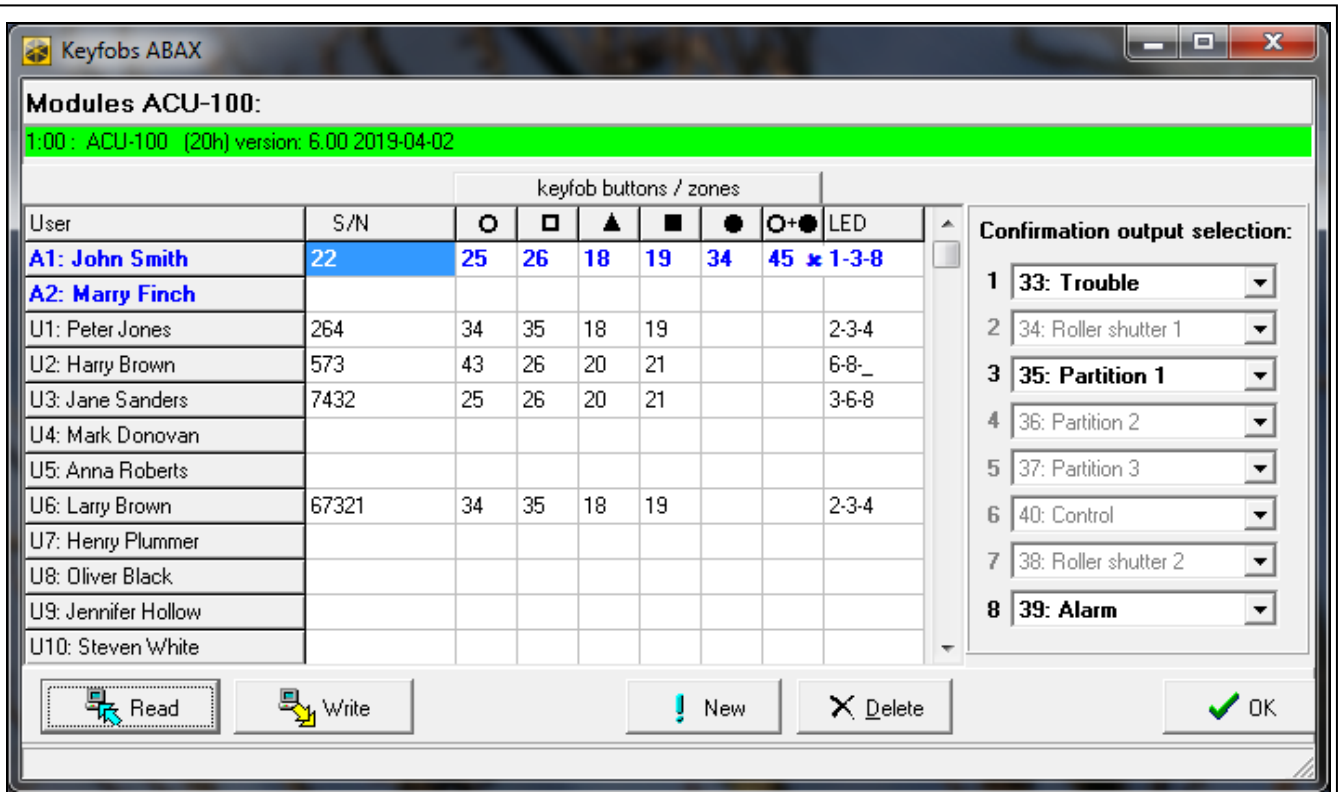 Keyfobs ABAX
Modules ACU-100:
1:00 : ACU-100 (20h) version: 6.00 2019-04-02
keyfob buttons / zones
User S/N LED
A1: John Smith 22 25 26 18 19 34 45 × 1-3-8
A2: Marry Finch
U1: Peter Jones 264 34 35 18 19 2-3-4
U2: Harry Brown 573 43 26 20 21 6-8-_
U3: Jane Sanders 7432 25 26 20 21 3-6-8
U4: Mark Donovan
U5: Anna Roberts
U6: Larry Brown 67321 34 35 18 19 2-3-4
U7: Henry Plummer
U8: Oliver Black
U9: Jennifer Hollow
U10: Steven White
Confirmation output selection:
1 33: Trouble
2 34: Roller shutter 1
3 35: Partition 1
4 36: Partition 2
5 37: Partition 3
6 40: Control
7 38: Roller shutter 2
8 39: Alarm
Read Write New Delete OK